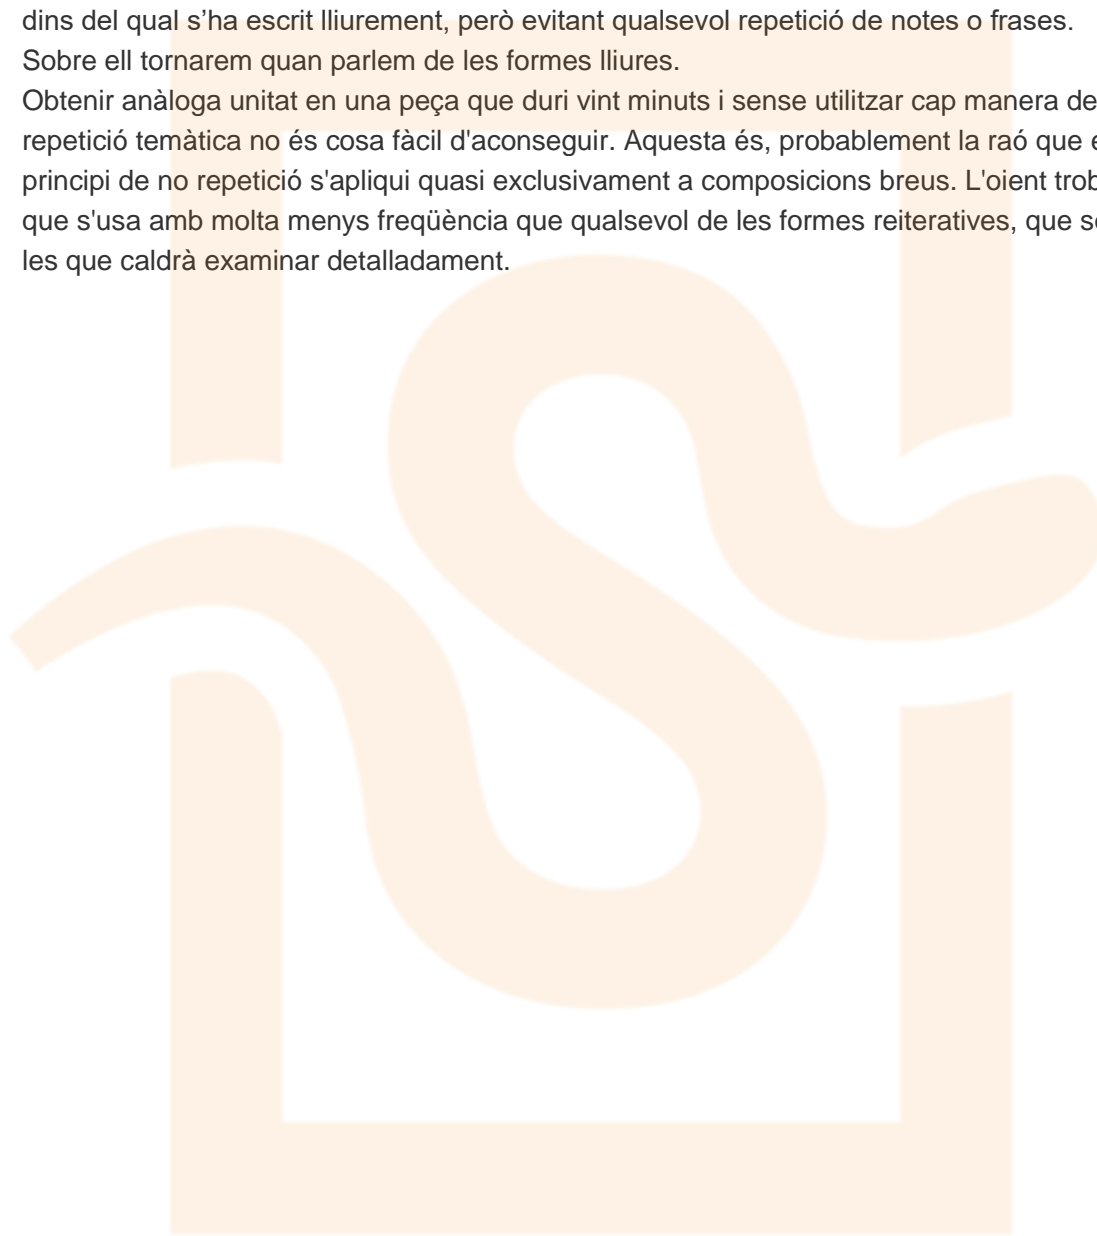 dins del qual s’ha escrit lliurement, però evitant qualsevol repetició de notes o frases.
Sobre ell tornarem quan parlem de les formes lliures.
Obtenir anàloga unitat en una peça que duri vint minuts i sense utilitzar cap manera de
repetició temàtica no és cosa fàcil d'aconseguir. Aquesta és, probablement la raó que
principi de no repetició s'apliqui quasi exclusivament a composicions breus. L'oient
que s'usa amb molta menys freqüència que qualsevol de les formes reiteratives, que
les que caldrà examinar detalladament.